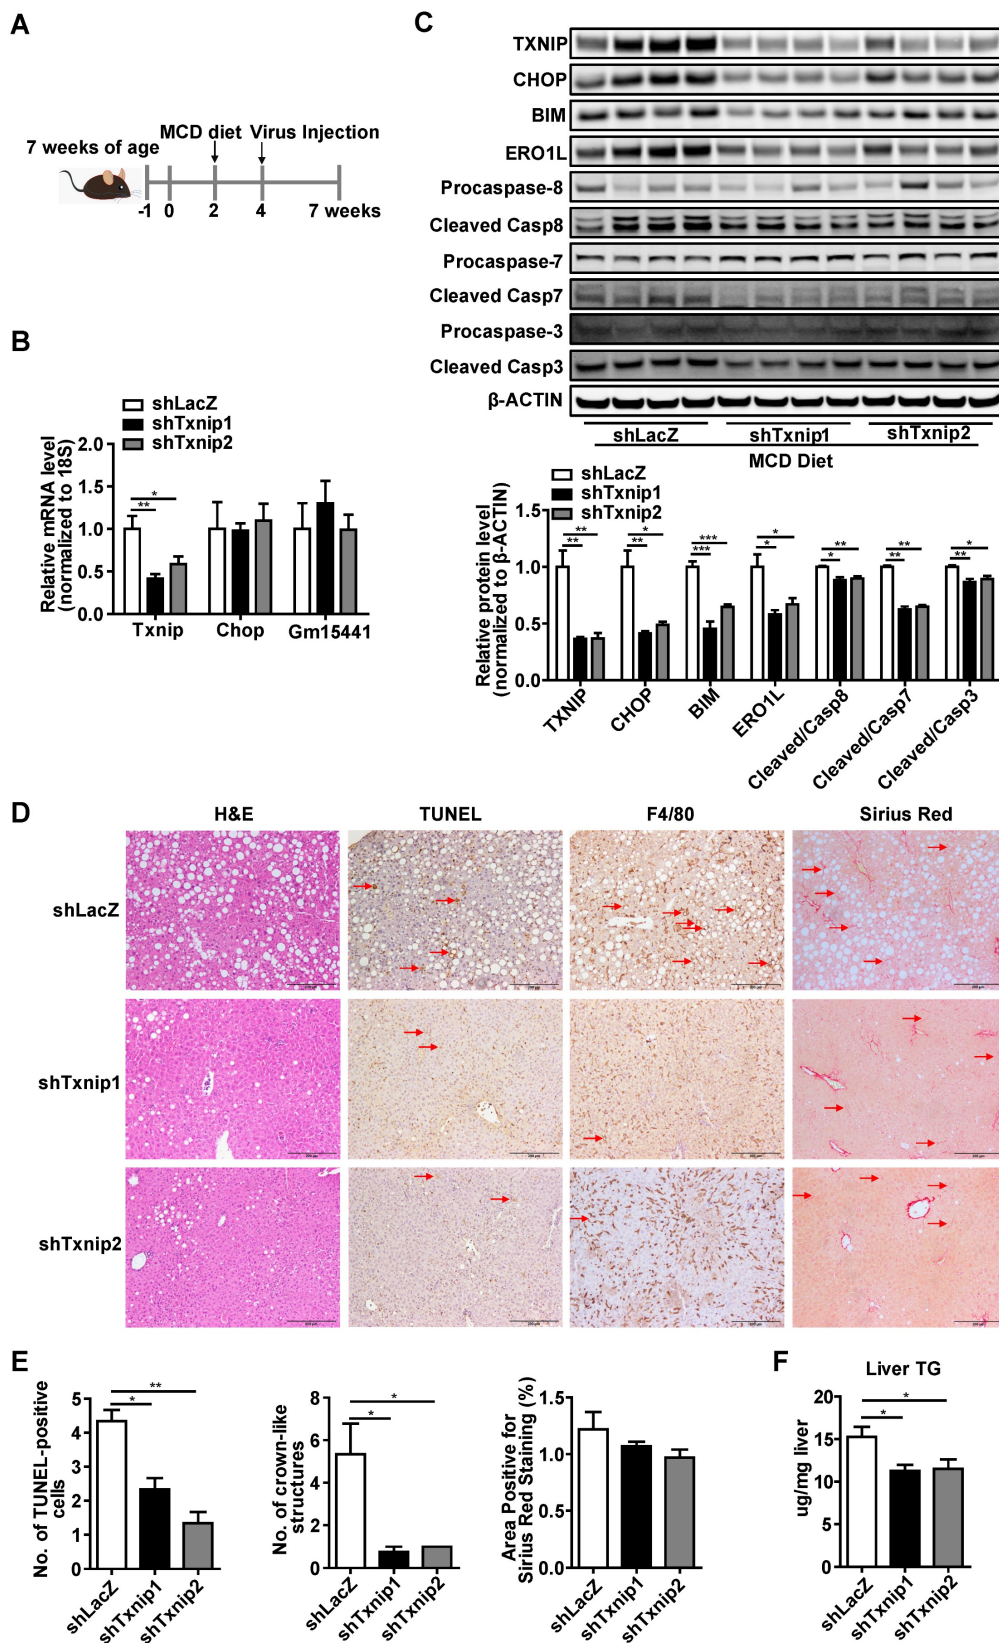 A
7 weeks of age
MCD diet
Virus Injection
-1
0
2
4
7 weeks
B
shLacZ
shTxnip1
shTxnip2
Relative mRNA level
(normalized to 18S)
2.0
1.5
1.0
0.5
0.0
**
*
Txnip
Chop
Gm15441
C
TXNIP
CHOP
BIM
ERO1L
Procaspase-8
Cleaved Casp8
Procaspase-7
Cleaved Casp7
Procaspase-3
Cleaved Casp3
β-ACTIN
shLacZ
shTxnip1
shTxnip2
MCD Diet
shLacZ
shTxnip1
shTxnip2
Relative protein level
(normalized to β-ACTIN)
1.5
1.0
0.5
0.0
**
**
*
**
***
***
*
*
**
*
**
**
*
**
TXNIP
CHOP
BIM
ERO1L
Cleaved/Casp8
Cleaved/Casp7
Cleaved/Casp3
D
H&E
TUNEL
F4/80
Sirius Red
shLacZ
shTxnip1
shTxnip2
E
No. of TUNEL-positive
cells
5
4
3
2
1
0
**
*
shLacZ
shTxnip1
shTxnip2
No. of crown-like
structures
8
6
4
2
0
*
*
shLacZ
shTxnip1
shTxnip2
Area Positive for
Sirius Red Staining (%)
1.5
1.0
0.5
0.0
shLacZ
shTxnip1
shTxnip2
F
Liver TG
ug/mg liver
20
15
10
5
0
*
*
shLacZ
shTxnip1
shTxnip2